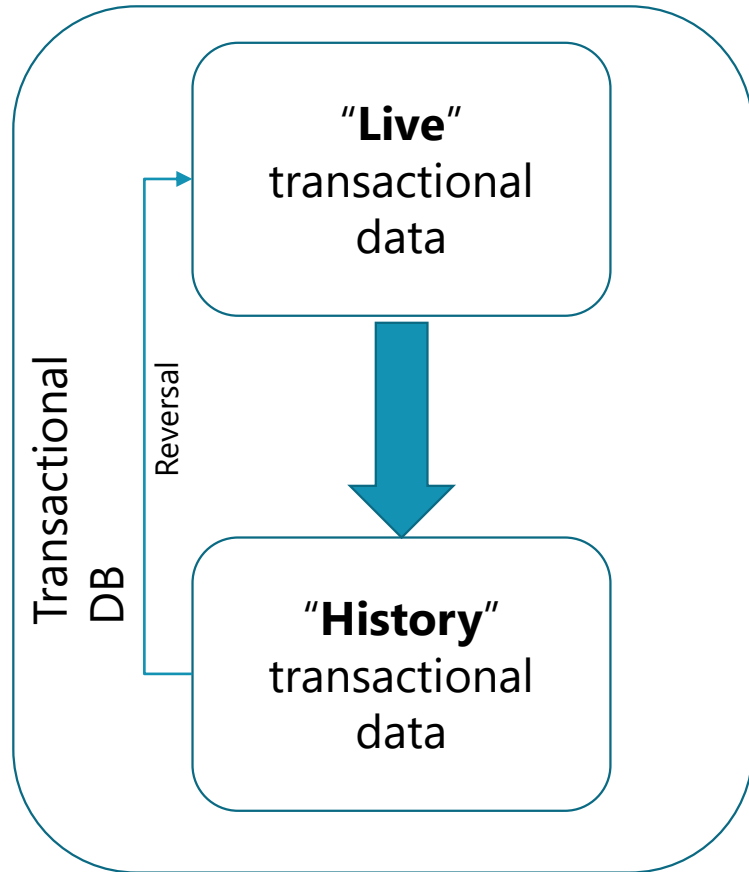 “Live”
transactional
data
Transactional
DB
Reversal
“History”
transactional
data